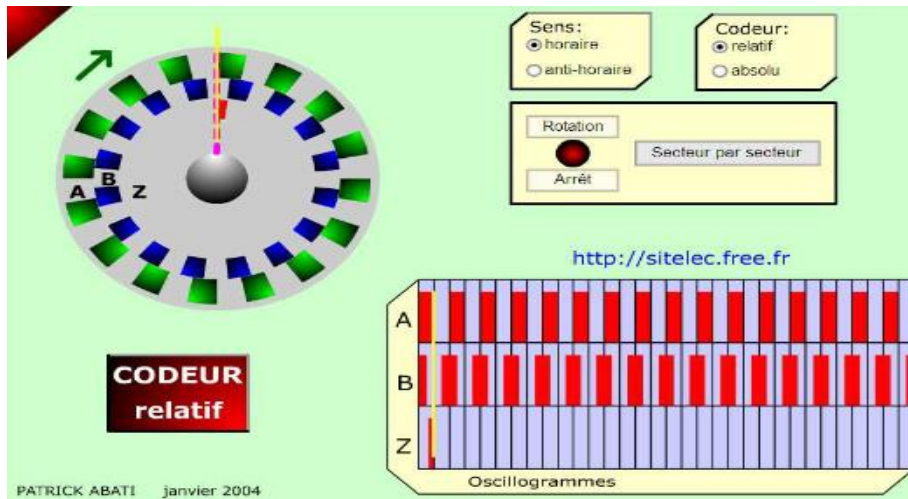 Sens:
horaire
anti-horaire
Codeur:
relatif
absolu
Rotation
Secteur par secteur
Arrêt
A B Z
http://sitelec.free.fr
A
B
Z
Oscillogrammes
CODEUR
relatif
PATRICK ABATI janvier 2004